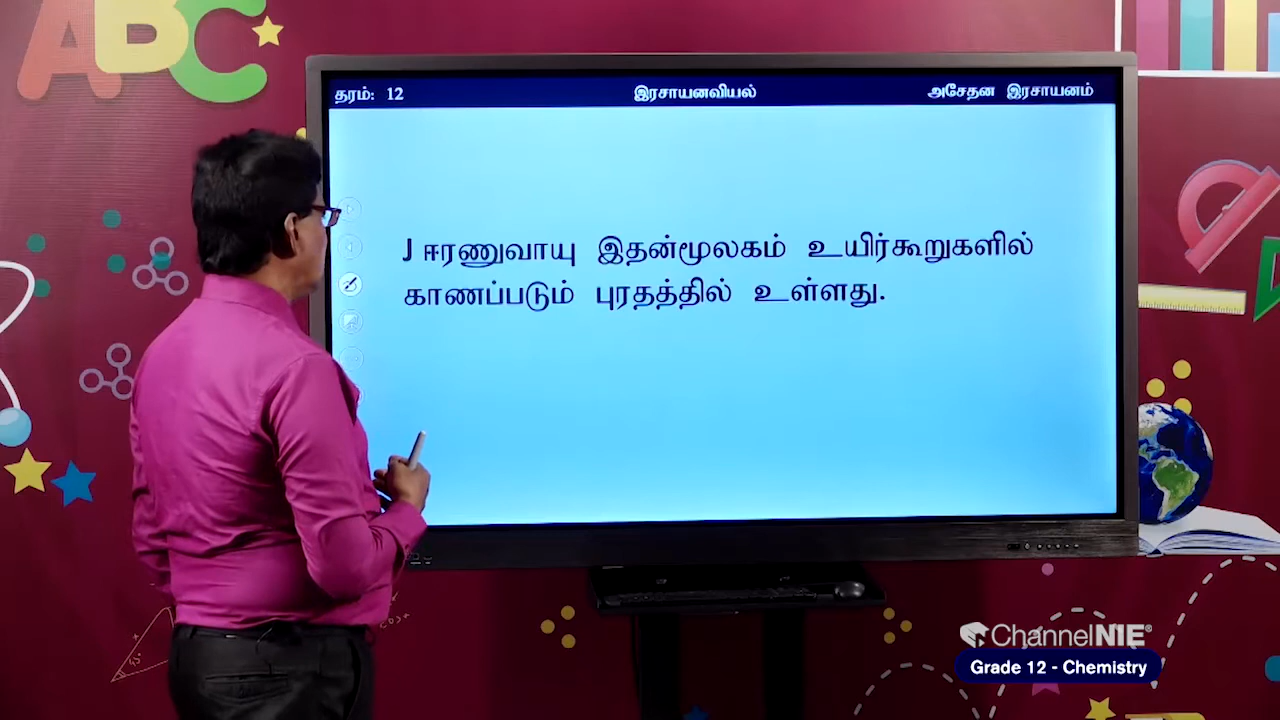 ABC
தரம்: 12 இரசாயனவியல் அசேதன இரசாயனம்
J ஈரணுவாயு இதன்மூலகம் உயிர்கூறுகளில்
காணப்படும் புரதத்தில் உள்ளது.
ChannelNIE®
Grade 12 - Chemistry